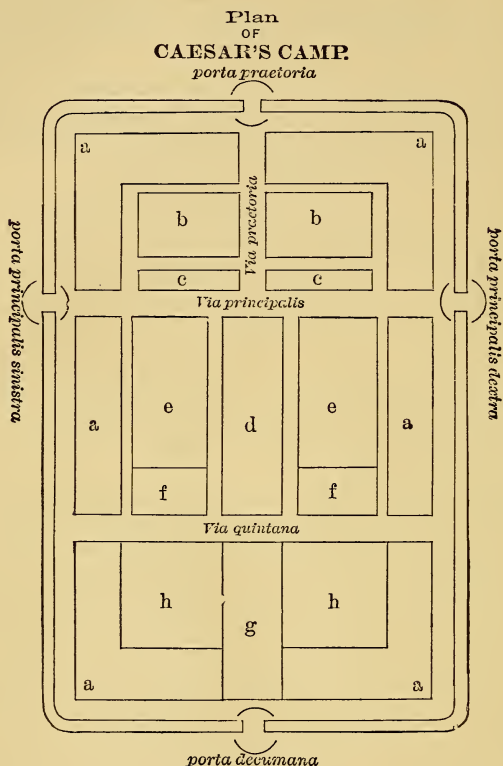 Plan
OF
CAESAR'S CAMP.
porta praetoria
a
a
b
Via praetoria
b
c
c
porta principalis sinistra
Via principalis
porta principalis dextra
a
e
d
e
a
f
f
Via quintana
h
g
h
a
a
porta decumana